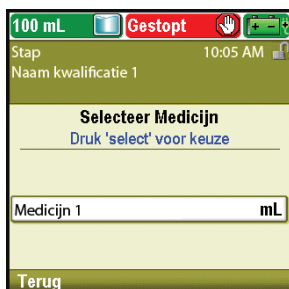 100 mL Gestopt
Stap 10:05 AM
Naam kwalificatie 1
Selecteer Medicijn
Druk 'select' voor keuze
Medicijn 1 mL
Terug